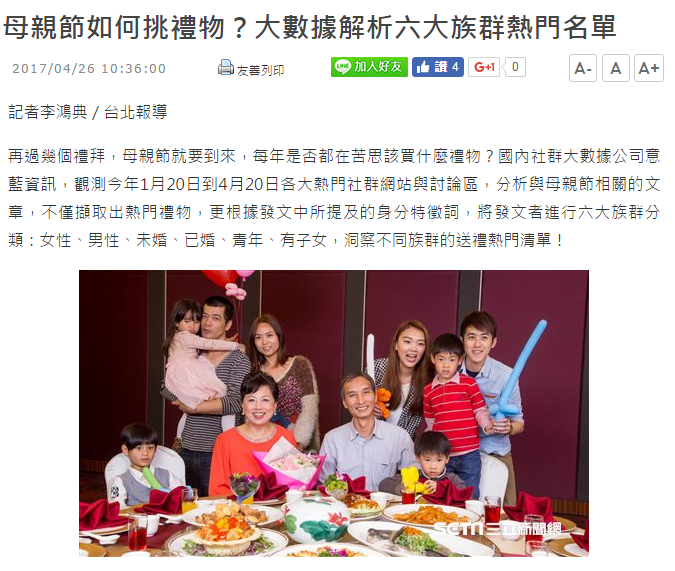 母親節如何挑禮物？大數據解析六大族群熱門名單
2017/04/26 10:36:00 友善列印 LINE 加入好友 讚 4 G+1 0 A- A A+
記者李鴻典／台北報導
再過幾個禮拜，母親節就要到來，每年是否都在苦思該買什麼禮物？國內社群大數據公司意
藍資訊，觀測今年1月20日到4月20日各大熱門社群網站與討論區，分析與母親節相關的文
章，不僅擷取出熱門禮物，更根據發文中所提及的身分特徵詞，將發文者進行六大族群分
類：女性、男性、未婚、已婚、青年、有子女，洞察不同族群的送禮熱門清單！
SETN三立新聞網